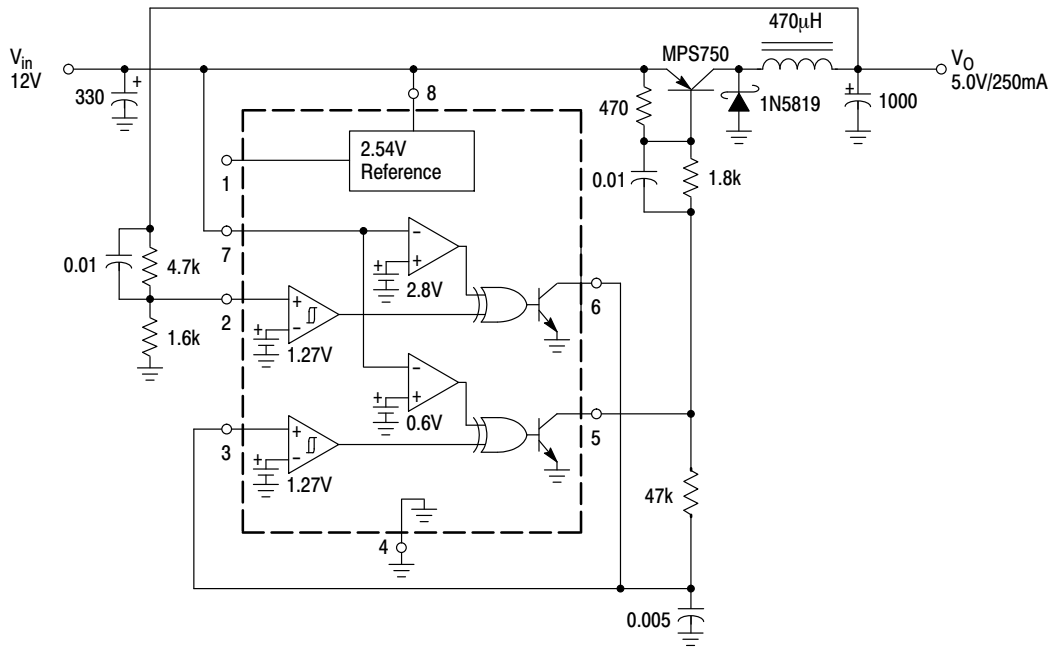 470µH
MPS750
Vin
12V
VO
5.0V/250mA
330
8
470
1N5819
1000
2.54V
Reference
1
0.01
1.8k
7
0.01
4.7k
2.8V
6
2
1.27V
1.6k
0.6V
5
3
1.27V
47k
4
0.005